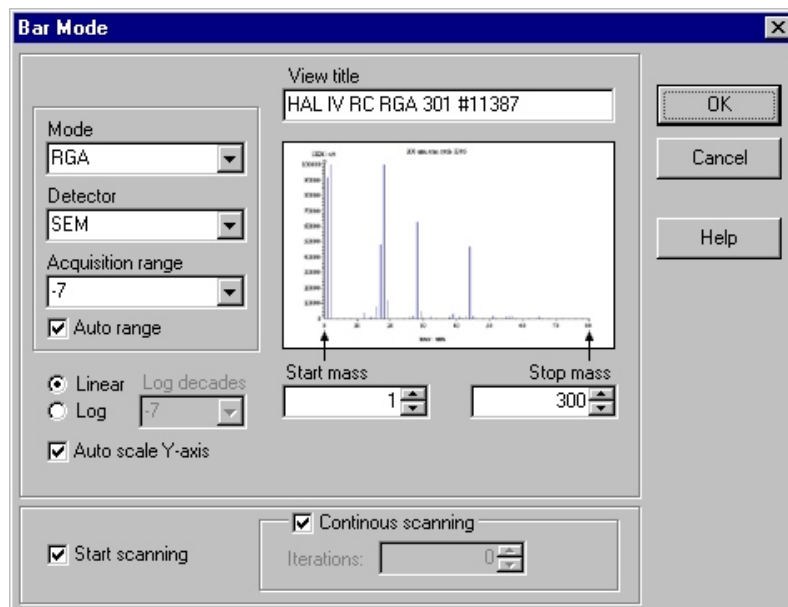 Bar Mode
View title
HAL IV RC RGA 301 #11387
OK
Mode
RGA
Cancel
Detector
SEM
Help
Acquisition range
-7
Auto range
Start mass
Stop mass
Linear
Log decades
1
300
Log
-7
Auto scale Y-axis
Continous scanning
Start scanning
Iterations:
0